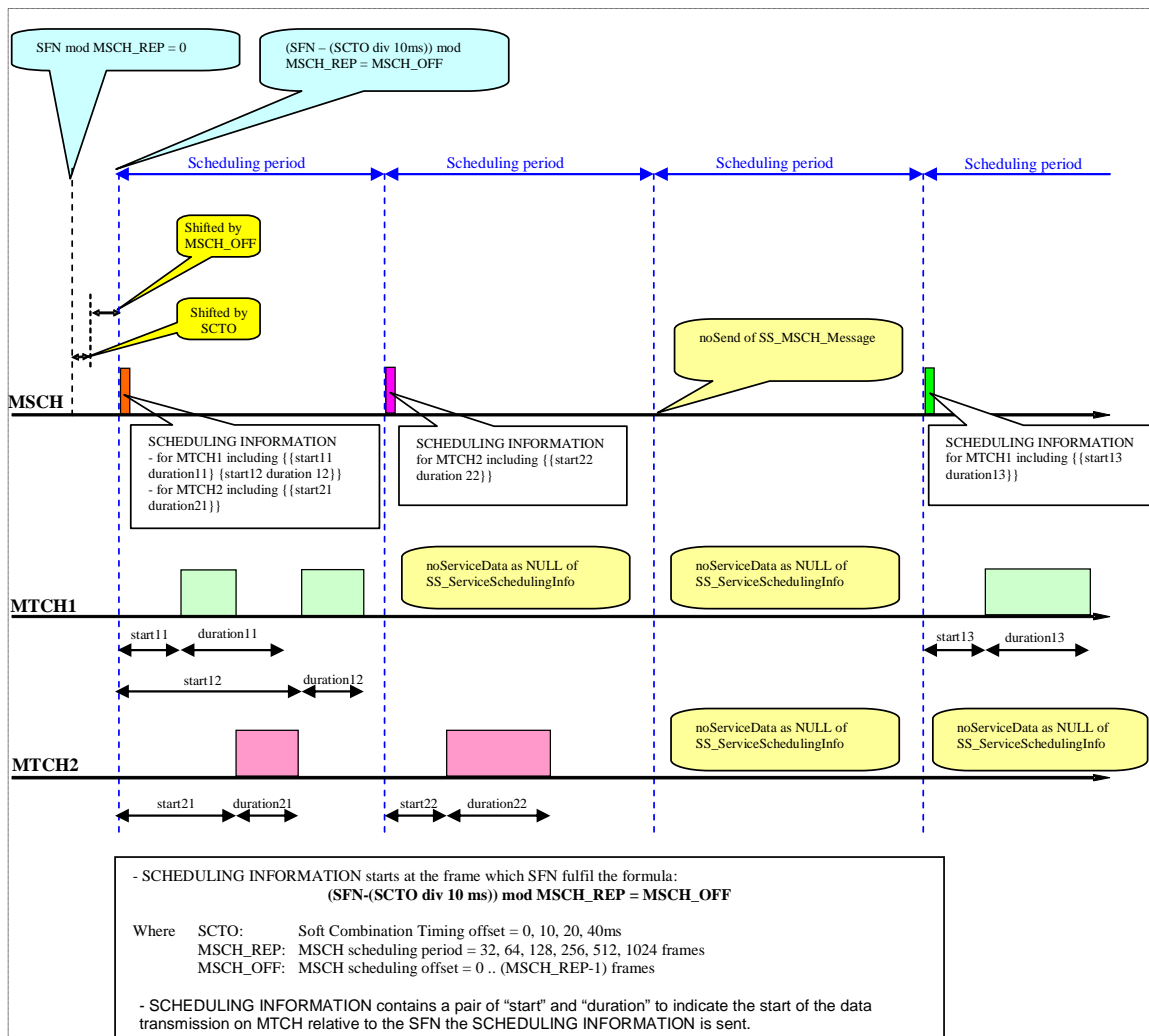 SFN mod MSCH_REP = 0
(SFN – (SCTO div 10ms)) mod
MSCH_REP = MSCH_OFF
Scheduling period
Scheduling period
Scheduling period
Scheduling period
Shifted by
MSCH_OFF
Shifted by
SCTO
noSend of SS_MSCH_Message
MSCH
SCHEDULING INFORMATION
- for MTCH1 including {{start11
duration11} {start12 duration 12}}
- for MTCH2 including {{start21
duration21}}
SCHEDULING INFORMATION
for MTCH2 including {{start22
duration 22}}
SCHEDULING INFORMATION
for MTCH1 including {{start13
duration13}}
noServiceData as NULL of
SS_ServiceSchedulingInfo
noServiceData as NULL of
SS_ServiceSchedulingInfo
MTCH1
start11
duration11
start13
duration13
start12
duration12
noServiceData as NULL of
SS_ServiceSchedulingInfo
noServiceData as NULL of
SS_ServiceSchedulingInfo
MTCH2
start21
duration21
start22
duration22
- SCHEDULING INFORMATION starts at the frame which SFN fulfil the formula:
(SFN-(SCTO div 10 ms)) mod MSCH_REP = MSCH_OFF
Where SCTO: Soft Combination Timing offset = 0, 10, 20, 40ms
MSCH_REP: MSCH scheduling period = 32, 64, 128, 256, 512, 1024 frames
MSCH_OFF: MSCH scheduling offset = 0 .. (MSCH_REP-1) frames
- SCHEDULING INFORMATION contains a pair of “start” and “duration” to indicate the start of the data
transmission on MTCH relative to the SFN the SCHEDULING INFORMATION is sent.